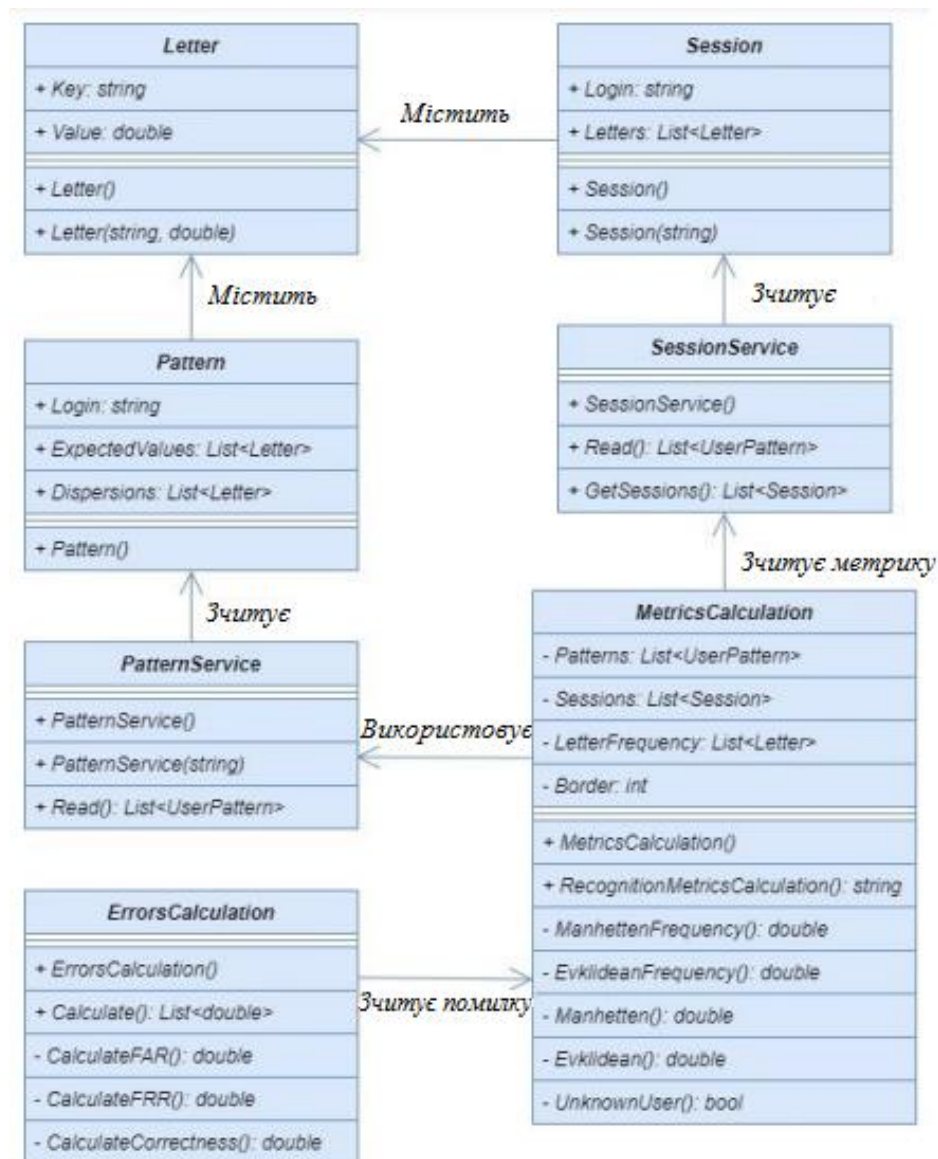 Letter
+ Key: string
+ Value: double
+ Letter()
+ Letter(string, double)
Містить
Session
+ Login: string
+ Letters: List<Letter>
+ Session()
+ Session(string)
Містить
Зчитує
Pattern
+ Login: string
+ ExpectedValues: List<Letter>
+ Dispersions: List<Letter>
+ Pattern()
SessionService
+ SessionService()
+ Read(): List<UserPattern>
+ GetSessions(): List<Session>
Зчитує
Зчитує метрику
PatternService
+ PatternService()
+ PatternService(string)
+ Read(): List<UserPattern>
Використовує
MetricsCalculation
- Patterns: List<UserPattern>
- Sessions: List<Session>
- LetterFrequency: List<Letter>
- Border: int
+ MetricsCalculation()
+ RecognitionMetricsCalculation(): string
- ManhettenFrequency(): double
- EvklideanFrequency(): double
- Manhetten(): double
- Evklidean(): double
- UnknownUser(): bool
ErrorsCalculation
+ ErrorsCalculation()
+ Calculate(): List<double>
- CalculateFAR(): double
- CalculateFRR(): double
- CalculateCorrectness(): double
Зчитує помилку